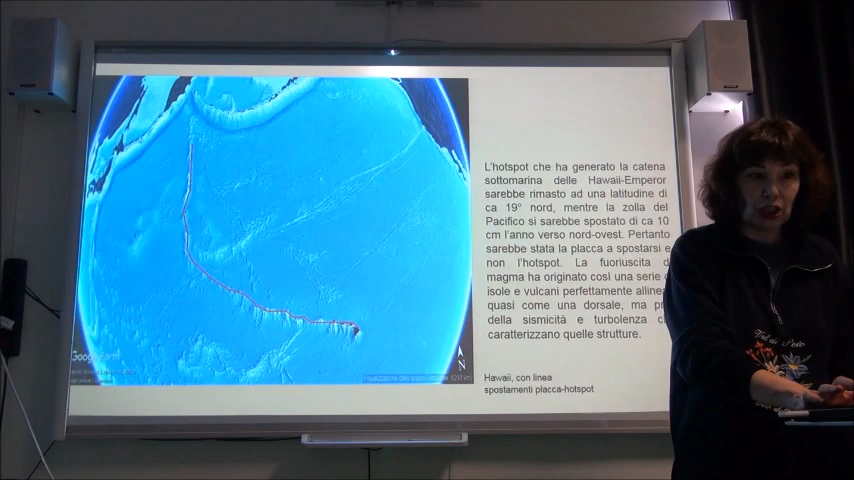 L'hotspot che ha generato la catena
sottomarina delle Hawaii-Emperor
sarebbe rimasto ad una latitudine di
ca 19° nord, mentre la zolla del
Pacifico si sarebbe spostato di ca 10
cm l'anno verso nord-ovest. Pertanto
sarebbe stata la placca a spostarsi e
non l'hotspot. La fuoriuscita
magma ha originato così una serie
isole e vulcani perfettamente
quasi come una dorsale, ma
della sismicità e turbolenza
caratterizzano quelle strutture.
Hawaii, con linea
spostamenti placca-hotspot
Google Earth
N
Val di Peio